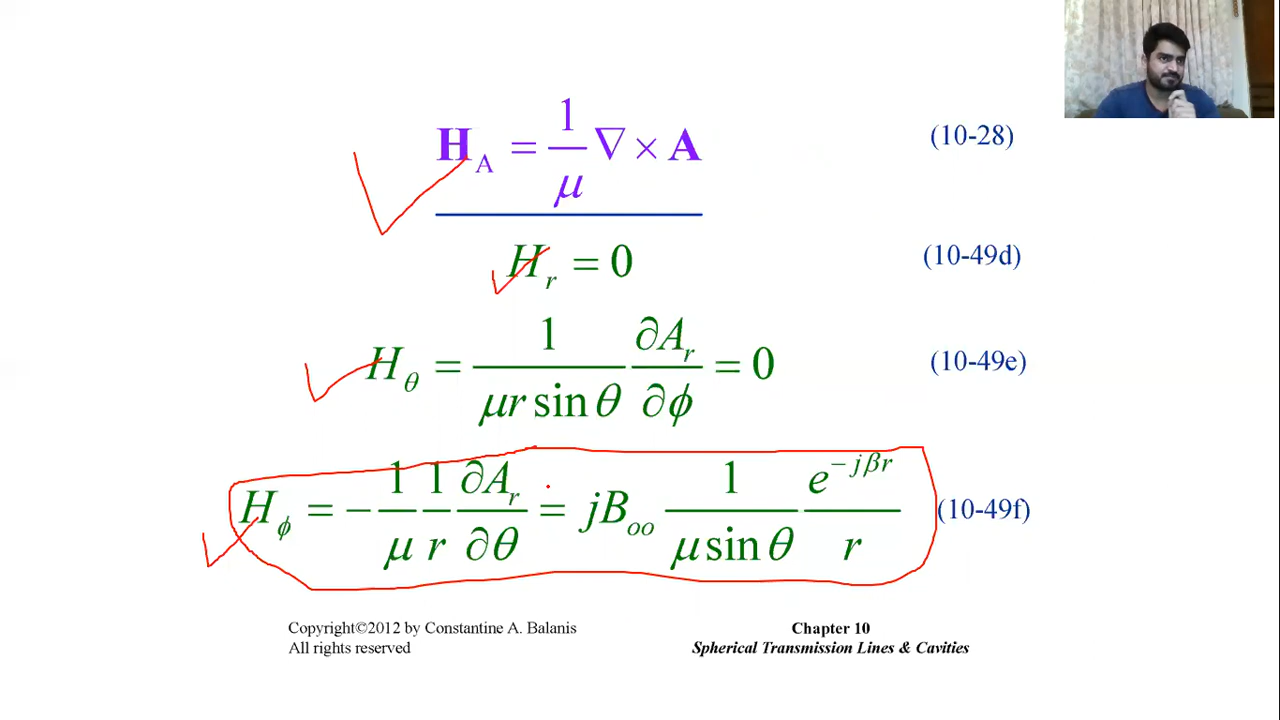 H_A = 1/μ ∇ × A (10-28)
H_r = 0 (10-49d)
H_θ = 1/(μr sin θ) ∂A_r/∂ϕ = 0 (10-49e)
H_ϕ = − 1/μ 1/r ∂A_r/∂θ = jB_oo 1/(μ sin θ) e^{−jβr}/r (10-49f)
Copyright©2012 by Constantine A. Balanis
All rights reserved
Chapter 10
Spherical Transmission Lines & Cavities